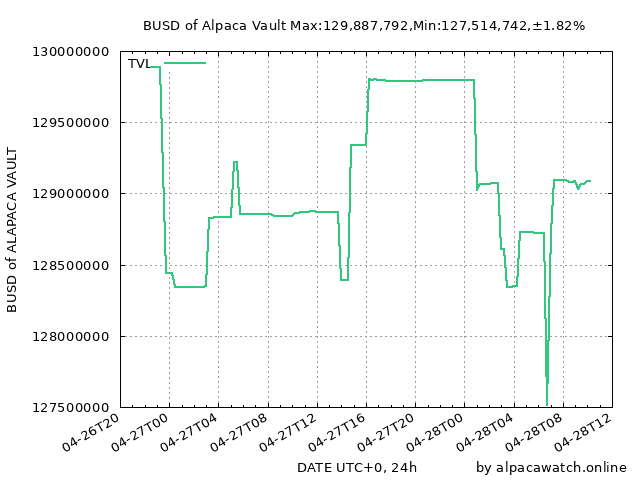 BUSD of Alpaca Vault Max:129,887,792,Min:127,514,742,±1.82%
TVL
130000000
129500000
129000000
128500000
128000000
127500000
BUSD of ALAPACA VAULT
04-26T20
04-27T00
04-27T04
04-27T08
04-27T12
04-27T16
04-27T20
04-28T00
04-28T04
04-28T08
04-28T12
DATE UTC+0, 24h
by alpacawatch.online